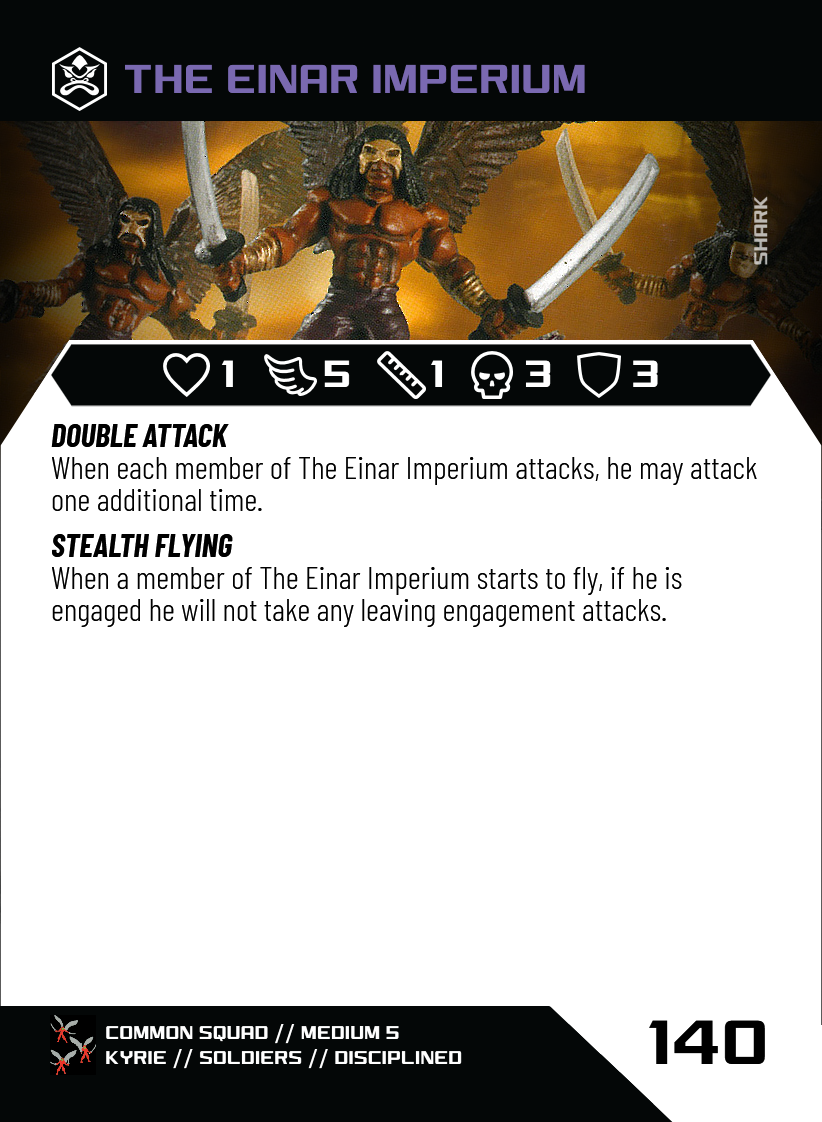 THE EINAR IMPERIUM
SHARK
1 5 1 3 3
DOUBLE ATTACK
When each member of The Einar Imperium attacks, he may attack
one additional time.
STEALTH FLYING
When a member of The Einar Imperium starts to fly, if he is
engaged he will not take any leaving engagement attacks.
COMMON SQUAD // MEDIUM 5
KYRIE // SOLDIERS // DISCIPLINED
140